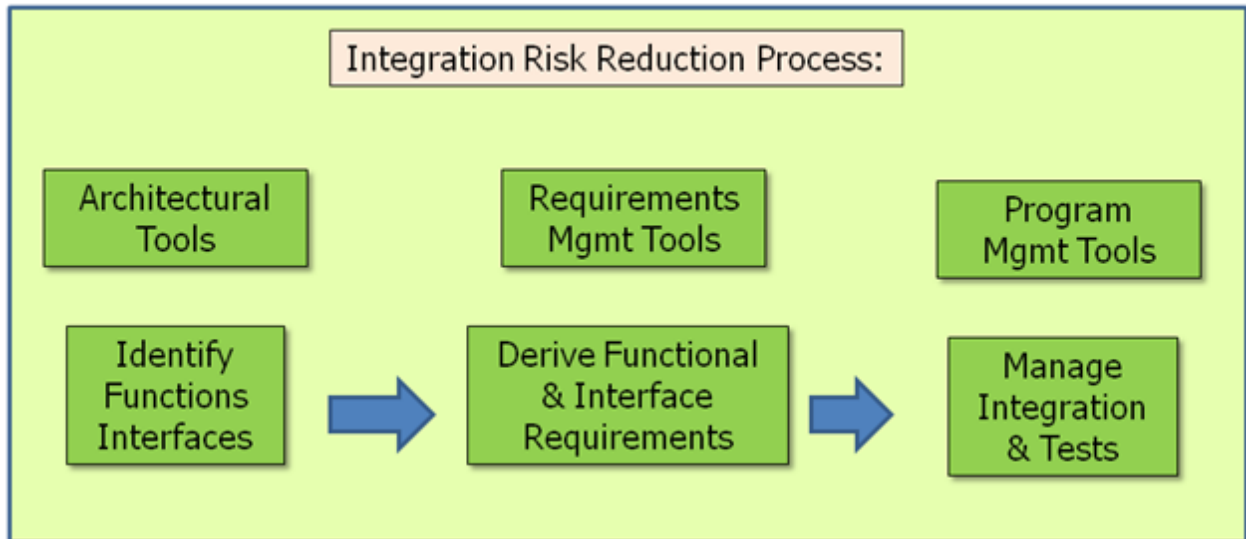 Integration Risk Reduction Process:
Architectural
Tools
Requirements
Mgmt Tools
Program
Mgmt Tools
Identify
Functions
Interfaces
Derive Functional
& Interface
Requirements
Manage
Integration
& Tests